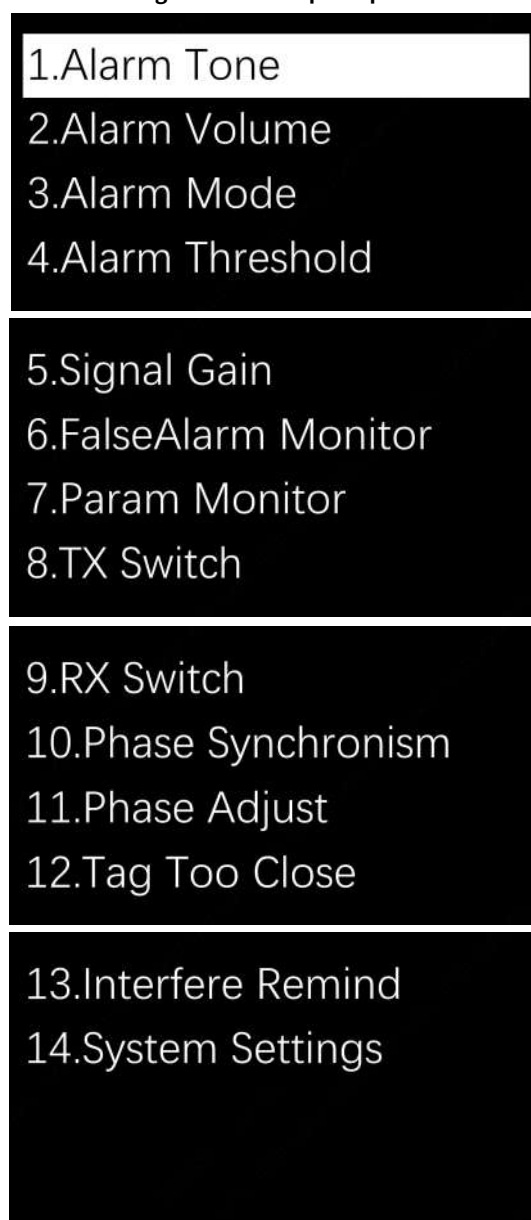 1.Alarm Tone
2.Alarm Volume
3.Alarm Mode
4.Alarm Threshold
5.Signal Gain
6.FalseAlarm Monitor
7.Param Monitor
8.TX Switch
9.RX Switch
10.Phase Synchronism
11.Phase Adjust
12.Tag Too Close
13.Interfere Remind
14.System Settings